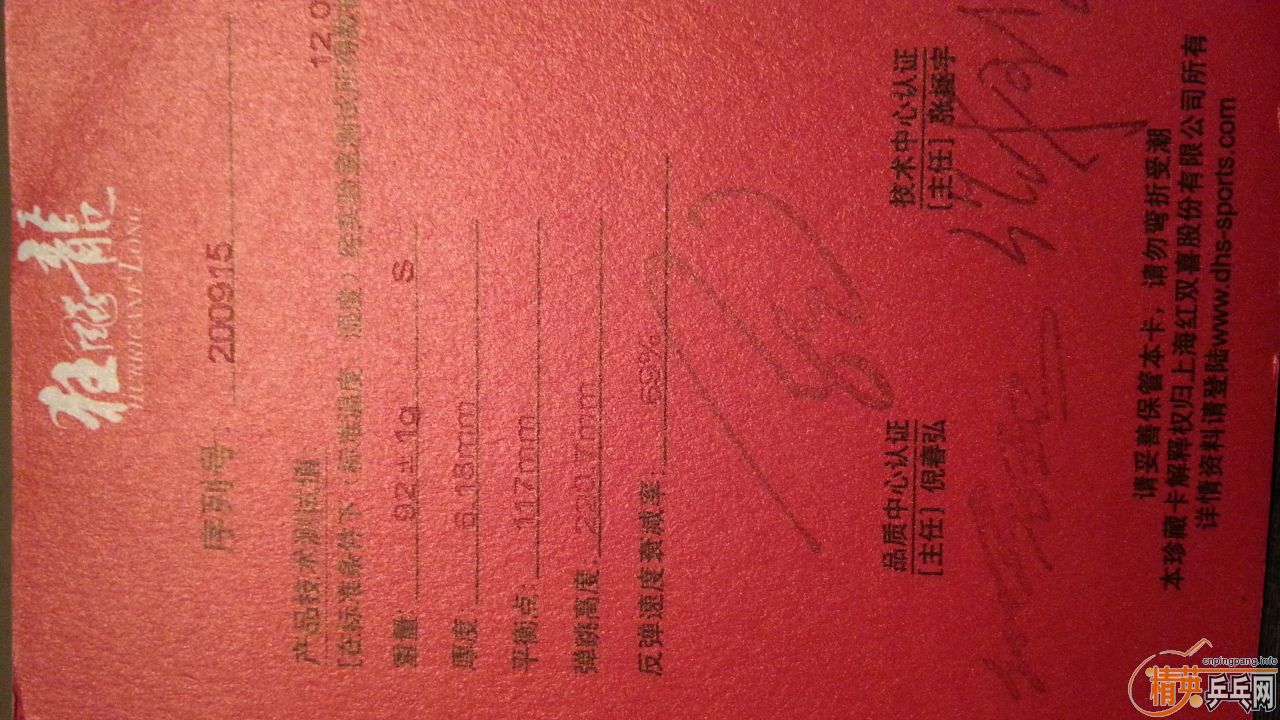 狂飚龍
HURRICANE LONG
序列号: 200915
12.0
产品技术测试值
[在标准条件下（标准温度、湿度）经实验室测试所得数
重量: 92±1g S
厚度: 6.18mm
平衡点: 117mm
弹跳高度: 2207mm
反弹速度衰减率: 53%
品质中心认证 技术中心认证
[主任] 倪春弘 [主任] 张继宇
请妥善保管本卡，请勿弯折受潮
本珍藏卡解释权归上海红双喜股份有限公司所有
详情资料请登陆www.dhs-sports.com
cnpingpang.info
精英乒乓网